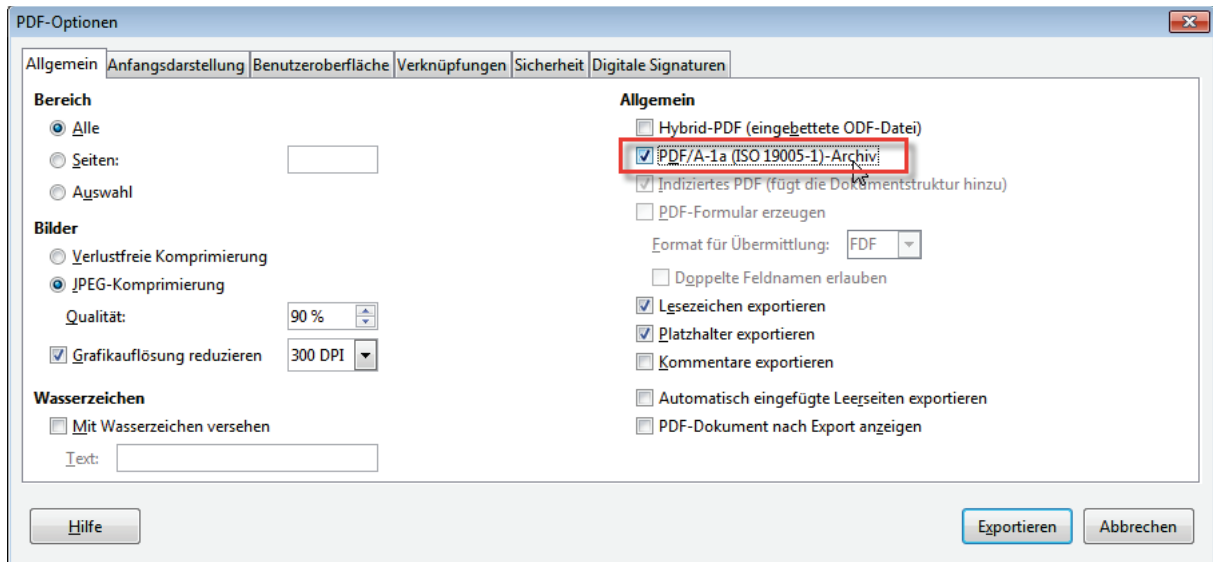 PDF-Optionen
Allgemein Anfangsdarstellung Benutzeroberfläche Verknüpfungen Sicherheit Digitale Signaturen
Bereich
Alle
Seiten:
Auswahl
Bilder
Verlustfreie Komprimierung
JPEG-Komprimierung
Qualität: 90 %
Grafikauflösung reduzieren 300 DPI
Wasserzeichen
Mit Wasserzeichen versehen
Text:
Allgemein
Hybrid-PDF (eingebettete ODF-Datei)
PDF/A-1a (ISO 19005-1)-Archiv
Indiziertes PDF (fügt die Dokumentstruktur hinzu)
PDF-Formular erzeugen
Format für Übermittlung: FDF
Doppelte Feldnamen erlauben
Lesezeichen exportieren
Platzhalter exportieren
Kommentare exportieren
Automatisch eingefügte Leerseiten exportieren
PDF-Dokument nach Export anzeigen
Hilfe Exportieren Abbrechen